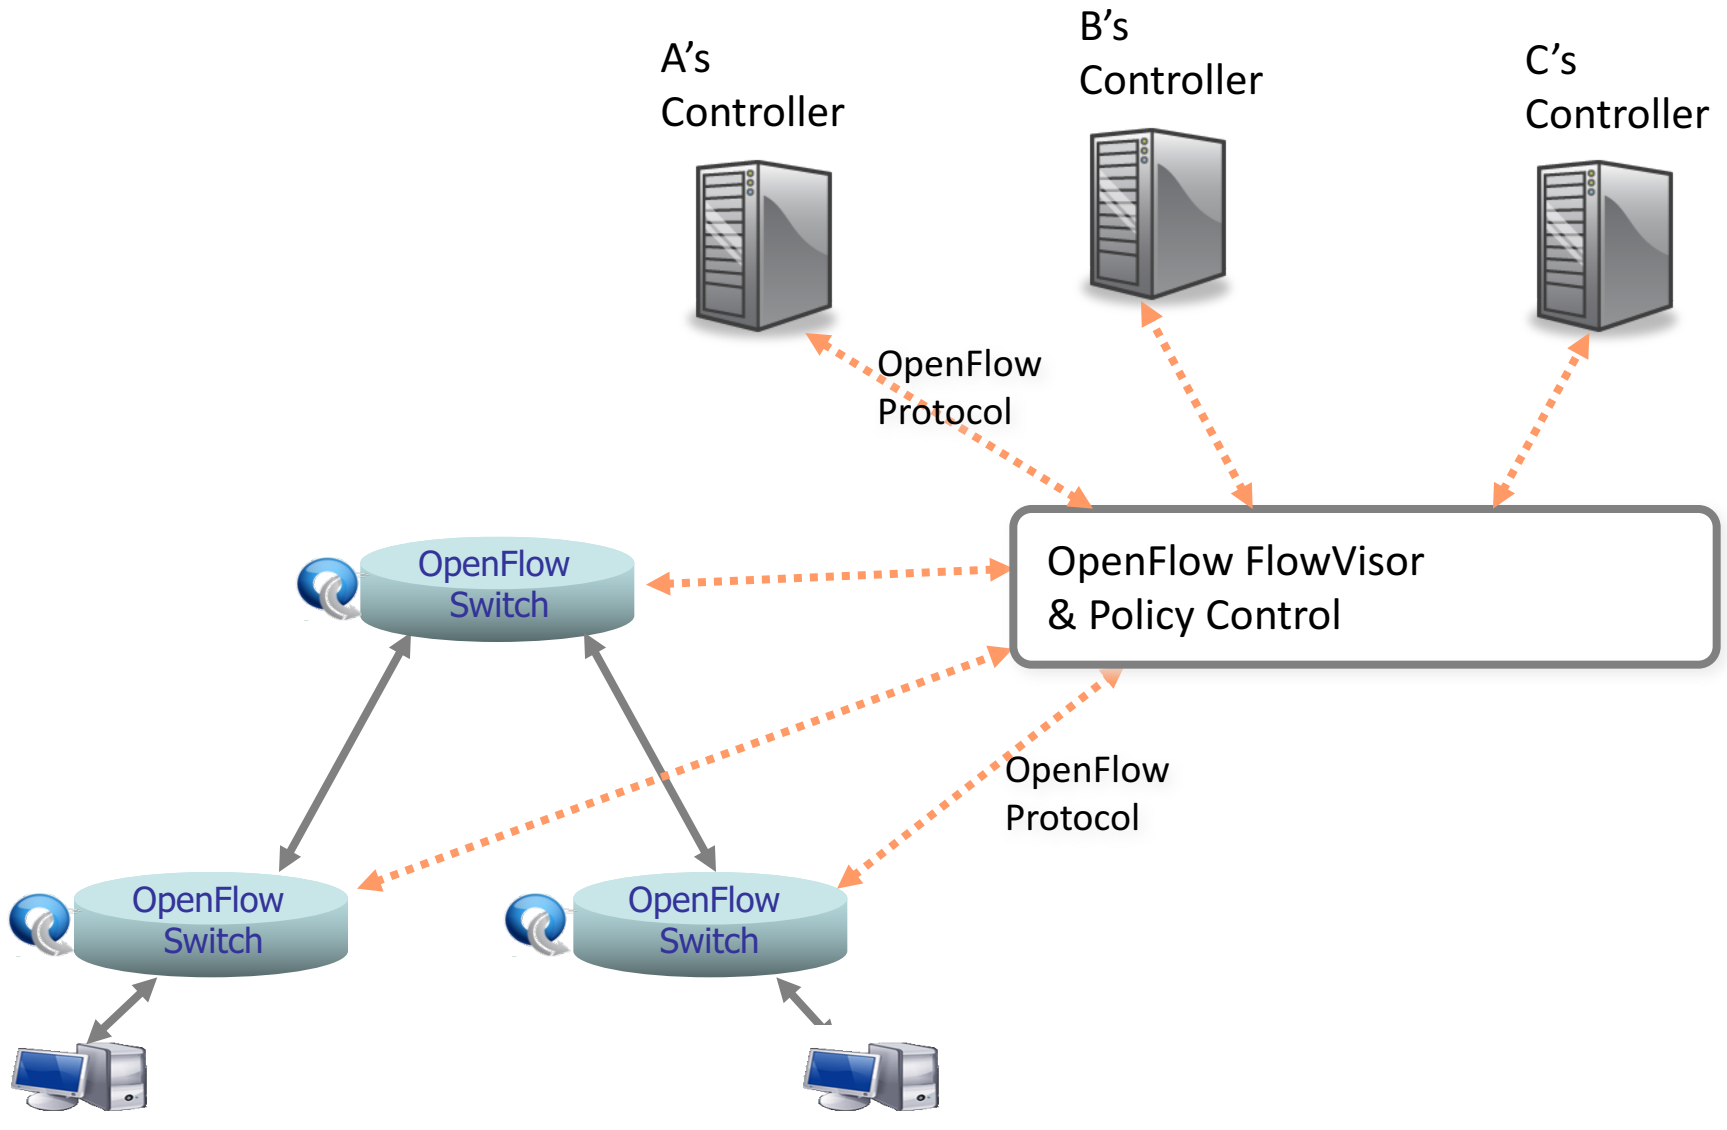 A’s
Controller
B’s
Controller
C’s
Controller
OpenFlow
Protocol
OpenFlow FlowVisor
& Policy Control
OpenFlow
Switch
OpenFlow
Protocol
OpenFlow
Switch
OpenFlow
Switch